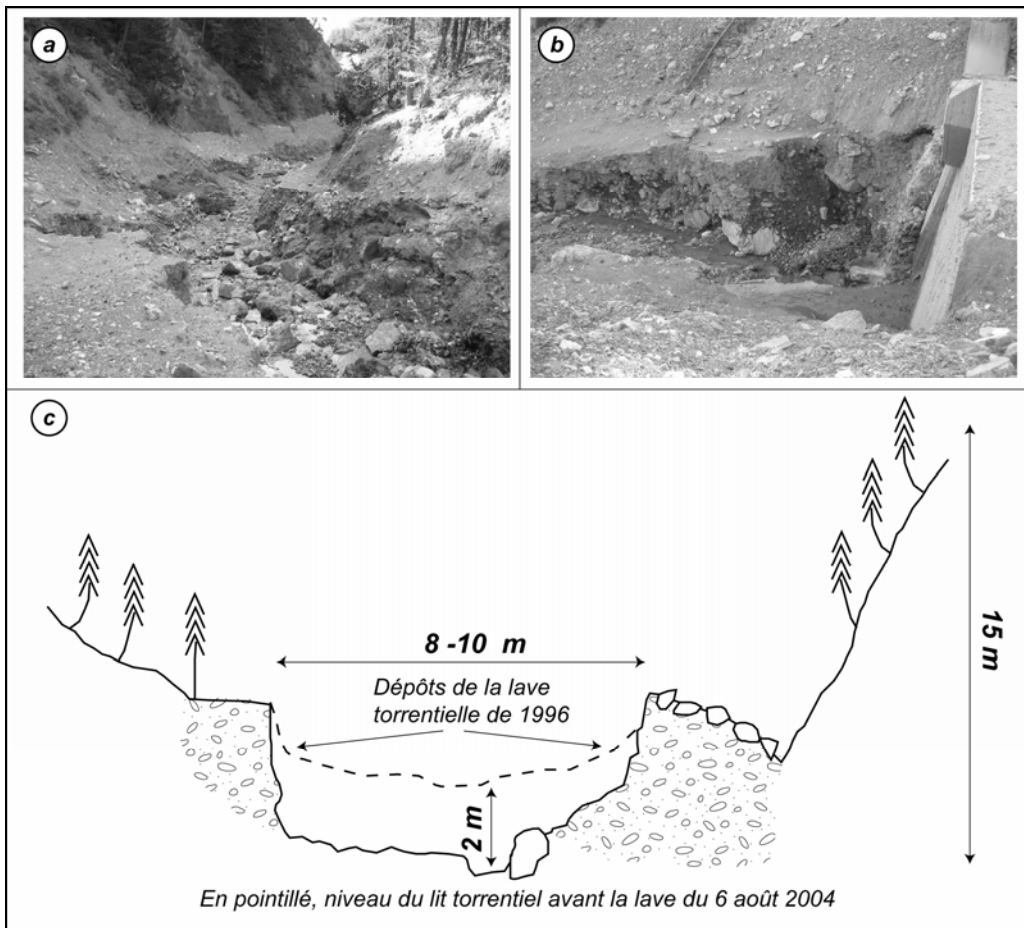 a
b
c
8 -10 m
Dépôts de la lave
torrentielle de 1996
15 m
2 m
En pointillé, niveau du lit torrentiel avant la lave du 6 août 2004